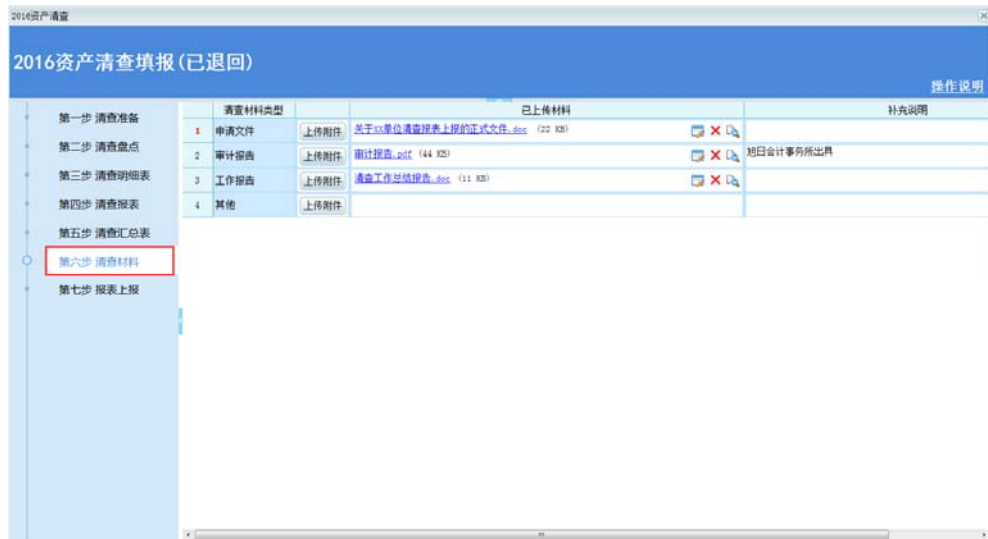 2016资产清查
2016资产清查填报(已退回)
操作说明
第一步 清查准备
第二步 清查盘点
第三步 清查明细表
第四步 清查报表
第五步 清查汇总表
第六步 清查材料
第七步 报表上报
清查材料类型 已上传材料 补充说明
1 申请文件 上传附件 关于xx单位清查报表上报的正式文件.doc (22 KB)
2 审计报告 上传附件 审计报告.pdf (44 KB) 旭日会计事务所出具
3 工作报告 上传附件 清查工作总结报告.doc (11 KB)
4 其他 上传附件